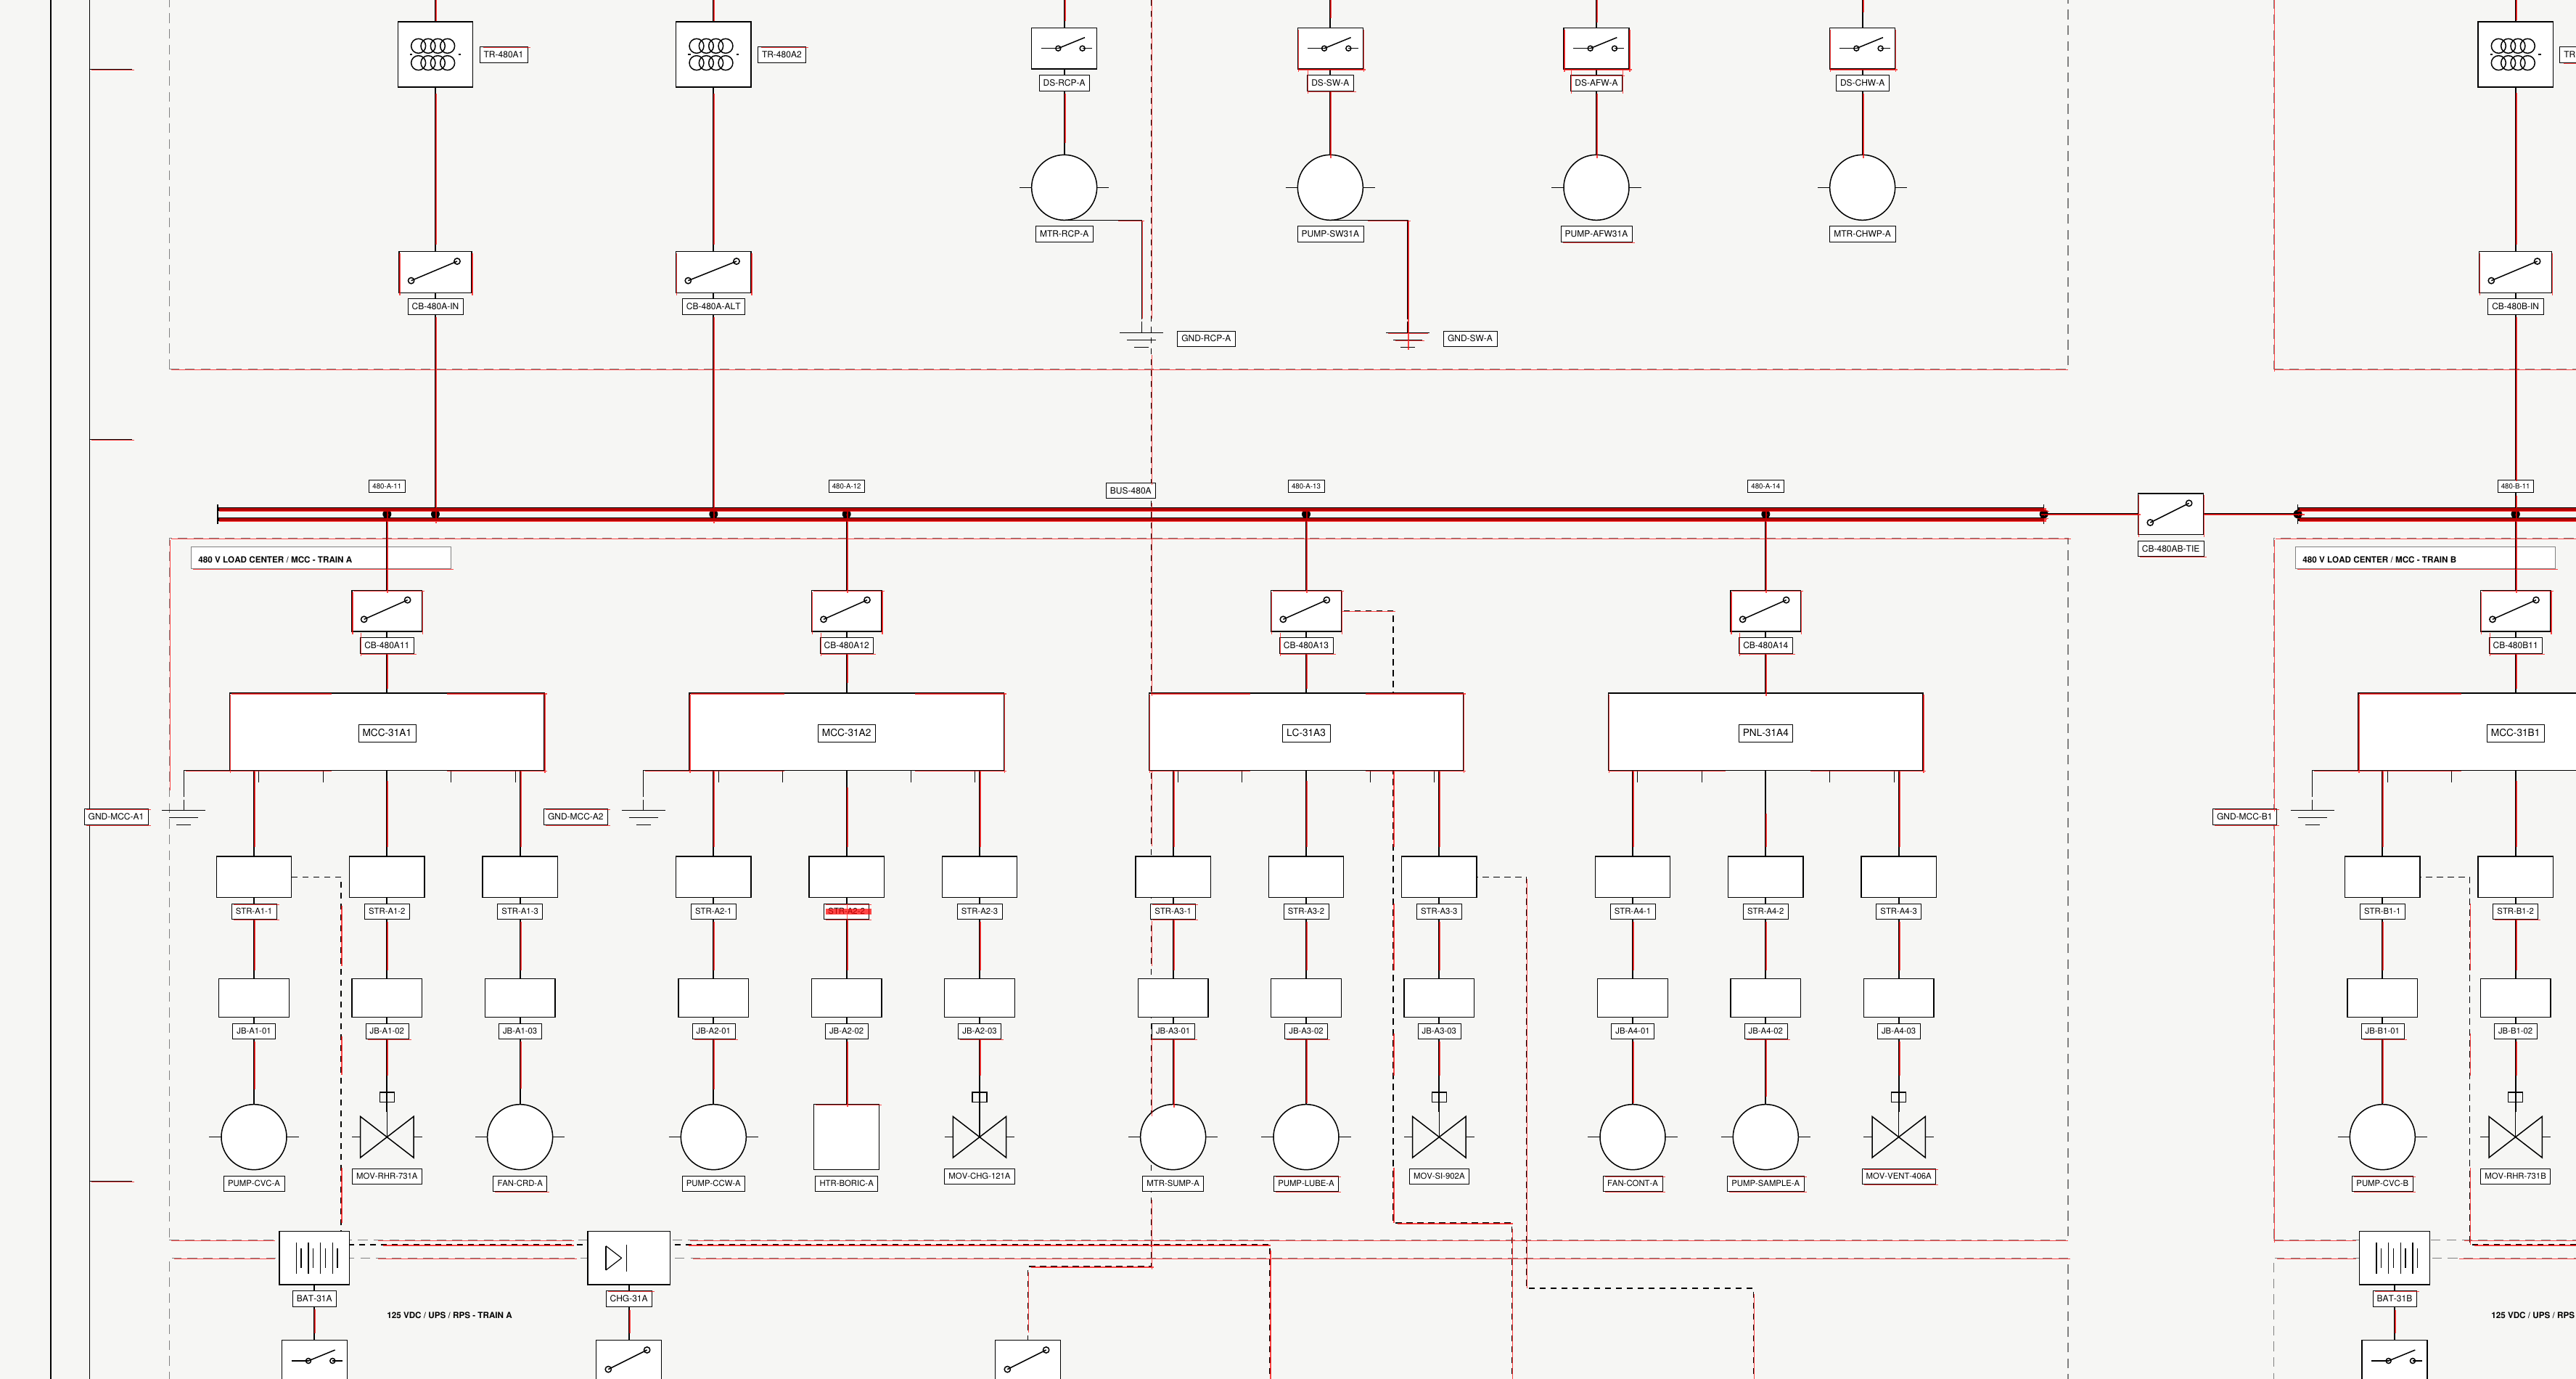 TR-480A1
TR-480A2
TR
DS-RCP-A
DS-SW-A
DS-AFW-A
DS-CHW-A
MTR-RCP-A
PUMP-SW31A
PUMP-AFW31A
MTR-CHWP-A
CB-480A-IN
CB-480A-ALT
CB-480B-IN
GND-RCP-A
GND-SW-A
480-A-11
480-A-12
BUS-480A
480-A-13
480-A-14
480-B-11
CB-480AB-TIE
480 V LOAD CENTER / MCC - TRAIN A
480 V LOAD CENTER / MCC - TRAIN B
CB-480A11
CB-480A12
CB-480A13
CB-480A14
CB-480B11
MCC-31A1
MCC-31A2
LC-31A3
PNL-31A4
MCC-31B1
GND-MCC-A1
GND-MCC-A2
GND-MCC-B1
STR-A1-1
STR-A1-2
STR-A1-3
STR-A2-1
STR-A2-2
STR-A2-3
STR-A3-1
STR-A3-2
STR-A3-3
STR-A4-1
STR-A4-2
STR-A4-3
STR-B1-1
STR-B1-2
JB-A1-01
JB-A1-02
JB-A1-03
JB-A2-01
JB-A2-02
JB-A2-03
JB-A3-01
JB-A3-02
JB-A3-03
JB-A4-01
JB-A4-02
JB-A4-03
JB-B1-01
JB-B1-02
PUMP-CVC-A
MOV-RHR-731A
FAN-CRD-A
PUMP-CCW-A
HTR-BORIC-A
MOV-CHG-121A
MTR-SUMP-A
PUMP-LUBE-A
MOV-SI-902A
FAN-CONT-A
PUMP-SAMPLE-A
MOV-VENT-406A
PUMP-CVC-B
MOV-RHR-731B
BAT-31A
CHG-31A
BAT-31B
125 VDC / UPS / RPS - TRAIN A
125 VDC / UPS / RPS